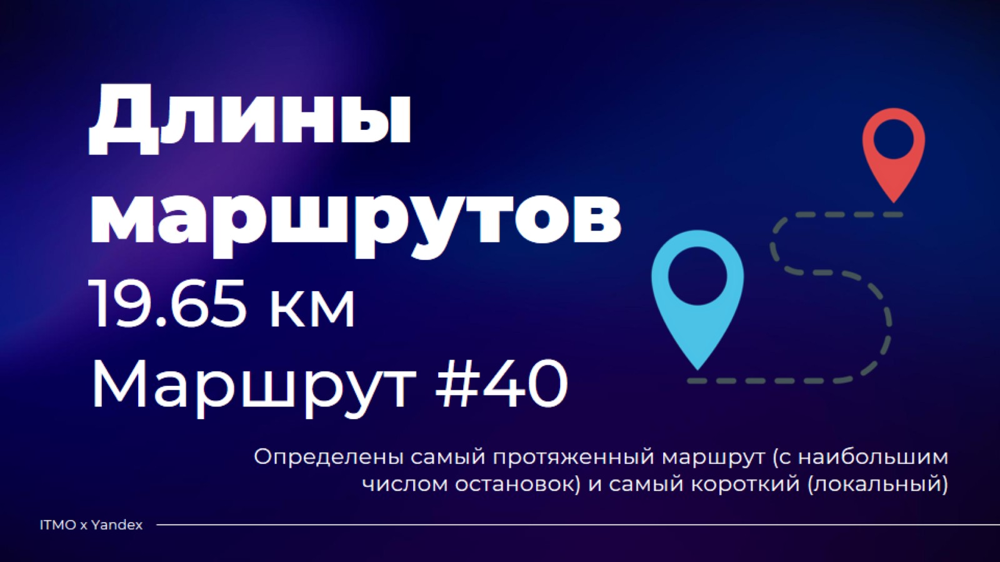 Длины
маршрутов
19.65 км
Маршрут #40
Определены самый протяженный маршрут (с наибольшим
числом остановок) и самый короткий (локальный)
ITMO x Yandex